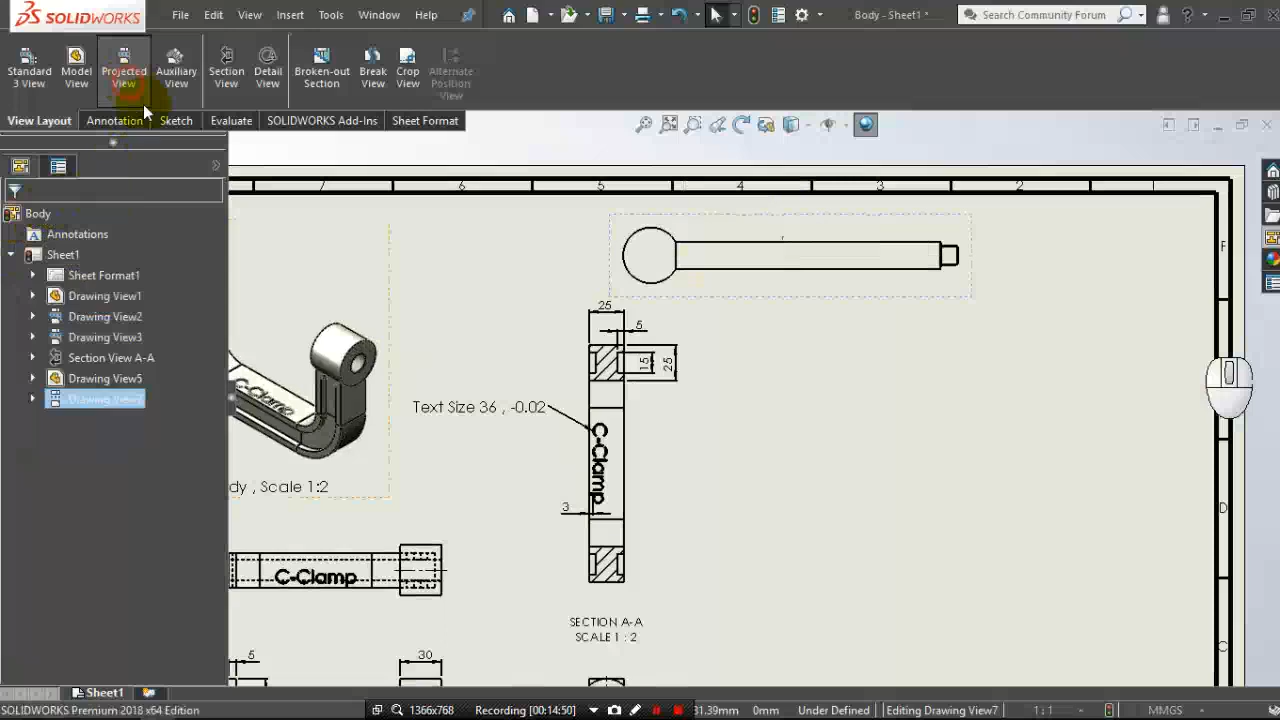 SOLIDWORKS File Edit View Insert Tools Window Help Body - Sheet1 * Search Community Forum ?
Standard 3 View Model View Projected View Auxiliary View Section View Detail View Broken-out Section Break View Crop View Alternate Position View
View Layout Annotation Sketch Evaluate SOLIDWORKS Add-Ins Sheet Format
Body
Annotations
Sheet1
Sheet Format1
Drawing View1
Drawing View2
Drawing View3
Section View A-A
Drawing View5
Drawing View7
7 6 5 4 3 2 1
F
25
5
15 25
C-Clamp
Text Size 36 , -0.02
C-Clamp
dy , Scale 1:2
3
D
C-Clamp
SECTION A-A
SCALE 1 : 2
C
5 30
Sheet1
SOLIDWORKS Premium 2018 x64 Edition 1366x768 Recording [00:14:50] 31.39mm 0mm Under Defined Editing Drawing View7 1 : 1 MMGS